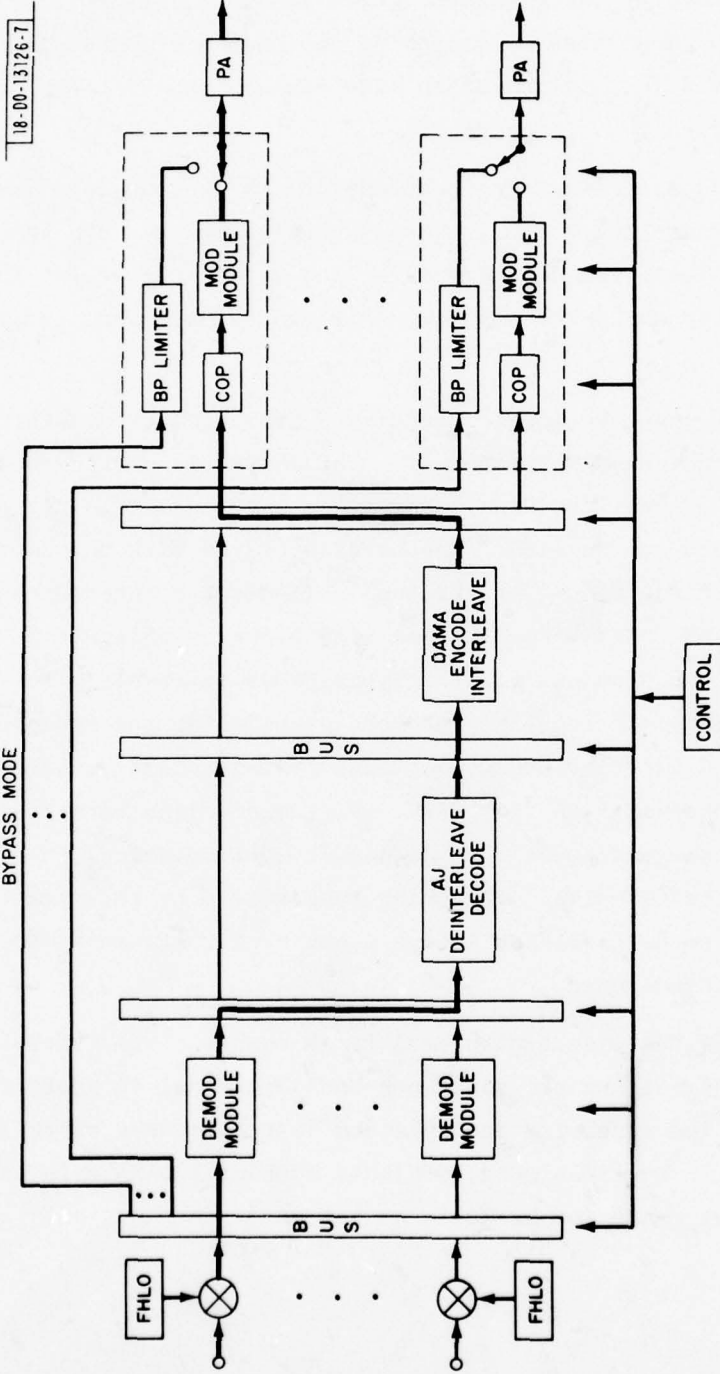 18-DO-13126-7
BYPASS MODE
FHLO
FHLO
BUS
DEMOD
MODULE
DEMOD
MODULE
AJ
DEINTERLEAVE
DECODE
BUS
DAMA
ENCODE
INTERLEAVE
BP LIMITER
COP
MOD
MODULE
PA
BP LIMITER
COP
MOD
MODULE
PA
CONTROL